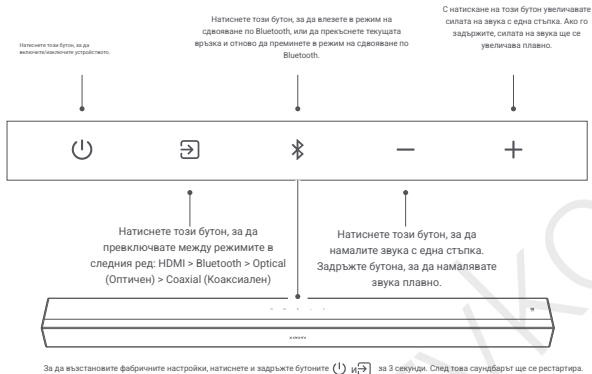 Натиснете този бутон, за да
включите/изключите устройството.
Натиснете този бутон, за да влезете в режим на
сдвояване по Bluetooth, или да прекъснете текущата
връзка и отново да преминете в режим на сдвояване по
Bluetooth.
С натискане на този бутон увеличавате
силата на звука с една стъпка. Ако го
задържите, силата на звука ще се
увеличава плавно.
Натиснете този бутон, за да
превключвате между режимите в
следния ред: HDMI > Bluetooth > Optical
(Оптичен) > Coaxial (Коаксиален)
Натиснете този бутон, за да
намалите звука с една стъпка.
Задръжте бутона, за да намалявате
звука плавно.
За да възстановите фабричните настройки, натиснете и задръжте бутоните и за 3 секунди. След това саундбарът ще се рестартира.